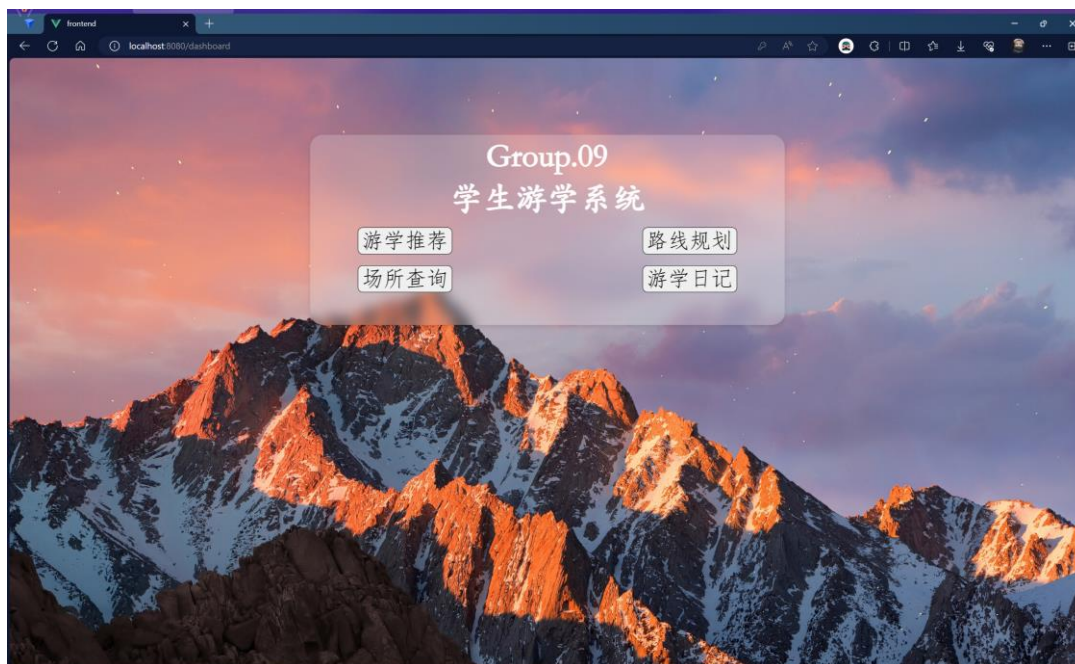 frontend
localhost:8080/dashboard
Group.09
学生游学系统
游学推荐 路线规划
场所查询 游学日记